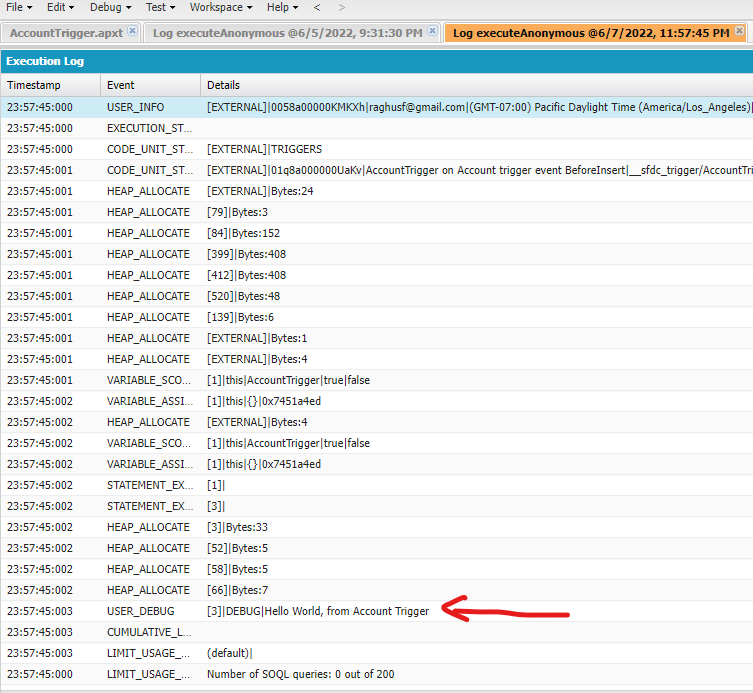 File Edit Debug Test Workspace Help < >
AccountTrigger.apxt Log executeAnonymous @6/5/2022, 9:31:30 PM Log executeAnonymous @6/7/2022, 11:57:45 PM
Execution Log
Timestamp Event Details
23:57:45:000 USER_INFO [EXTERNAL]|0058a00000KMKXh|raghusf@gmail.com|(GMT-07:00) Pacific Daylight Time (America/Los_Angeles)|
23:57:45:000 EXECUTION_ST...
23:57:45:000 CODE_UNIT_ST... [EXTERNAL]|TRIGGERS
23:57:45:001 CODE_UNIT_ST... [EXTERNAL]|01q8a000000UaKv|AccountTrigger on Account trigger event BeforeInsert|__sfdc_trigger/AccountTri
23:57:45:001 HEAP_ALLOCATE [EXTERNAL]|Bytes:24
23:57:45:001 HEAP_ALLOCATE [79]|Bytes:3
23:57:45:001 HEAP_ALLOCATE [84]|Bytes:152
23:57:45:001 HEAP_ALLOCATE [399]|Bytes:408
23:57:45:001 HEAP_ALLOCATE [412]|Bytes:408
23:57:45:001 HEAP_ALLOCATE [520]|Bytes:48
23:57:45:001 HEAP_ALLOCATE [139]|Bytes:6
23:57:45:001 HEAP_ALLOCATE [EXTERNAL]|Bytes:1
23:57:45:001 HEAP_ALLOCATE [EXTERNAL]|Bytes:4
23:57:45:001 VARIABLE_SCO... [1]|this|AccountTrigger|true|false
23:57:45:002 VARIABLE_ASSI... [1]|this|{}|0x7451a4ed
23:57:45:002 HEAP_ALLOCATE [EXTERNAL]|Bytes:4
23:57:45:002 VARIABLE_SCO... [1]|this|AccountTrigger|true|false
23:57:45:002 VARIABLE_ASSI... [1]|this|{}|0x7451a4ed
23:57:45:002 STATEMENT_EX... [1]|
23:57:45:002 STATEMENT_EX... [3]|
23:57:45:002 HEAP_ALLOCATE [3]|Bytes:33
23:57:45:002 HEAP_ALLOCATE [52]|Bytes:5
23:57:45:002 HEAP_ALLOCATE [58]|Bytes:5
23:57:45:002 HEAP_ALLOCATE [66]|Bytes:7
23:57:45:003 USER_DEBUG [3]|DEBUG|Hello World, from Account Trigger
23:57:45:003 CUMULATIVE_L...
23:57:45:003 LIMIT_USAGE_... (default)|
23:57:45:000 LIMIT_USAGE_... Number of SOQL queries: 0 out of 200